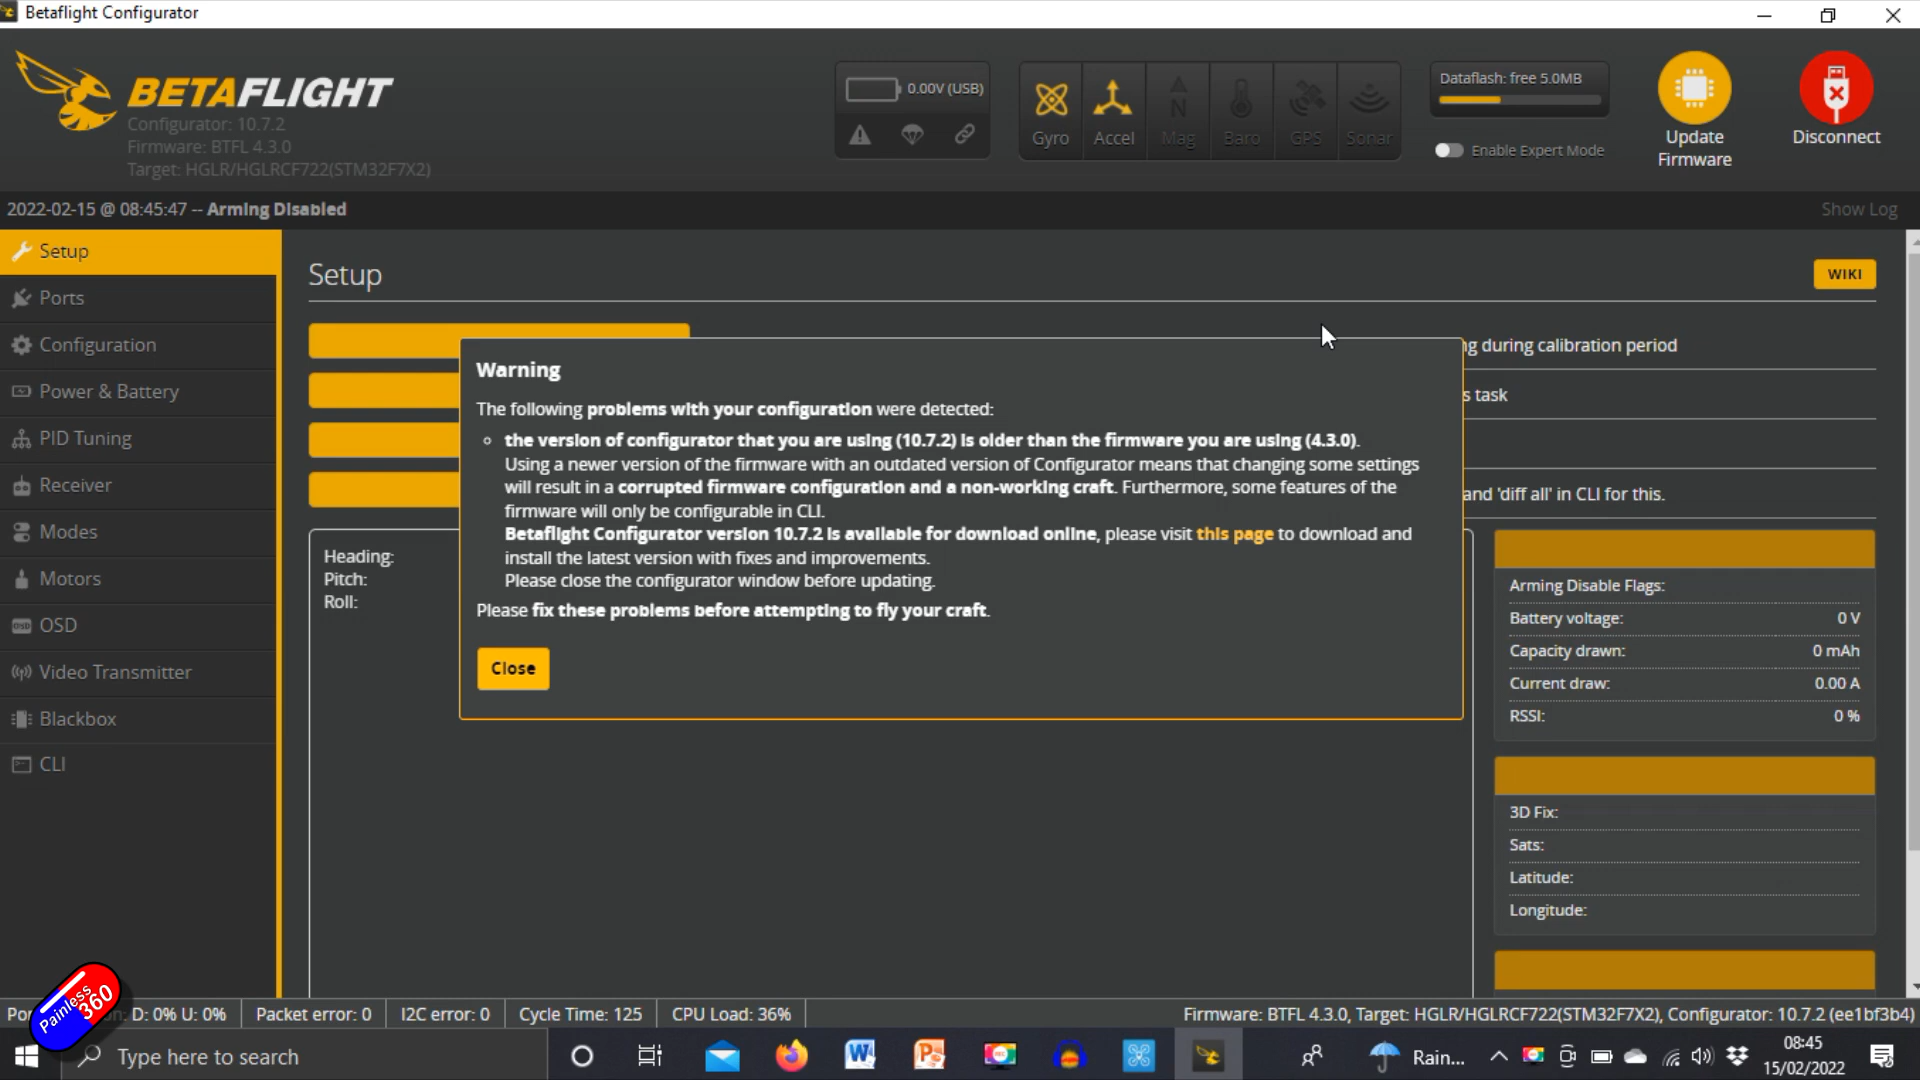 Betaflight Configurator
BETAFLIGHT
Configurator: 10.7.2
Firmware: BTFL 4.3.0
Target: HGLR/HGLRCF722(STM32F7X2)
0.00V (USB)
Gyro
Accel
Mag
Baro
GPS
Sonar
Dataflash: free 5.0MB
Enable Expert Mode
Update
Firmware
Disconnect
2022-02-15 @ 08:45:47 -- Arming Disabled
Show Log
Setup
Ports
Configuration
Power & Battery
PID Tuning
Receiver
Modes
Motors
OSD
Video Transmitter
Blackbox
CLI
Setup
WIKI
ng during calibration period
s task
and 'diff all' in CLI for this.
Heading:
Pitch:
Roll:
Warning
The following problems with your configuration were detected:
the version of configurator that you are using (10.7.2) is older than the firmware you are using (4.3.0).
Using a newer version of the firmware with an outdated version of Configurator means that changing some settings
will result in a corrupted firmware configuration and a non-working craft. Furthermore, some features of the
firmware will only be configurable in CLI.
Betaflight Configurator version 10.7.2 is available for download online, please visit this page to download and
install the latest version with fixes and improvements.
Please close the configurator window before updating.
Please fix these problems before attempting to fly your craft.
Close
Arming Disable Flags:
Battery voltage: 0 V
Capacity drawn: 0 mAh
Current draw: 0.00 A
RSSI: 0 %
3D Fix:
Sats:
Latitude:
Longitude:
Painless
360
D: 0% U: 0%
Packet error: 0
I2C error: 0
Cycle Time: 125
CPU Load: 36%
Firmware: BTFL 4.3.0, Target: HGLR/HGLRCF722(STM32F7X2), Configurator: 10.7.2 (ee1bf3b4)
Type here to search
Rain...
08:45
15/02/2022